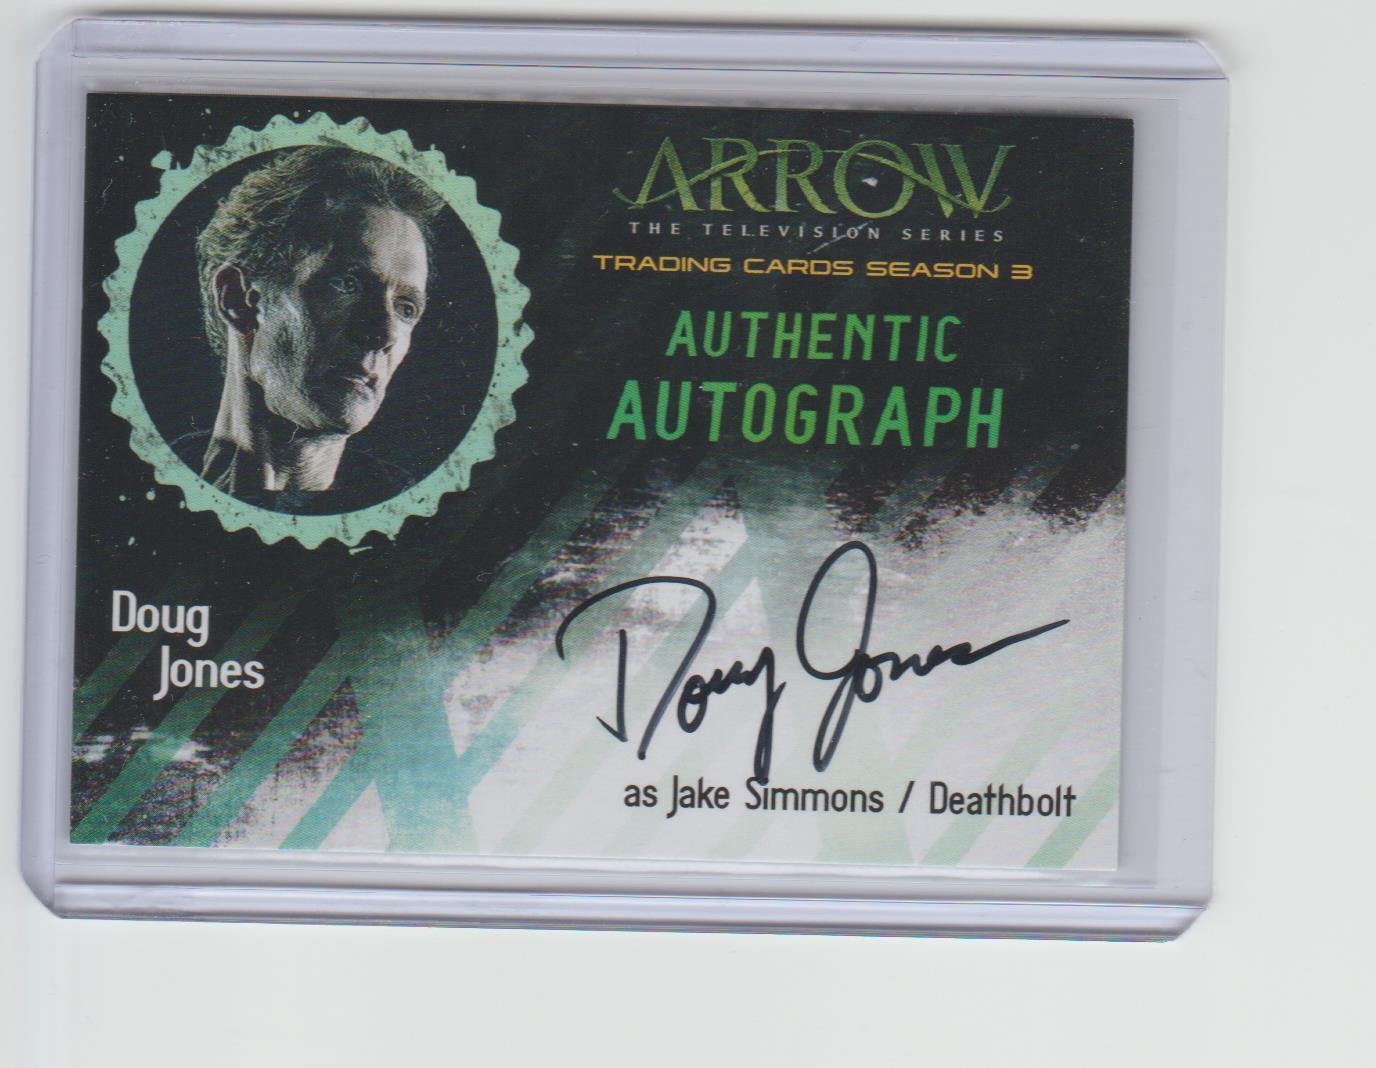 ARROW
THE TELEVISION SERIES
TRADING CARDS SEASON 3
AUTHENTIC
AUTOGRAPH
Doug
Jones
Doug Jones
as Jake Simmons / Deathbolt